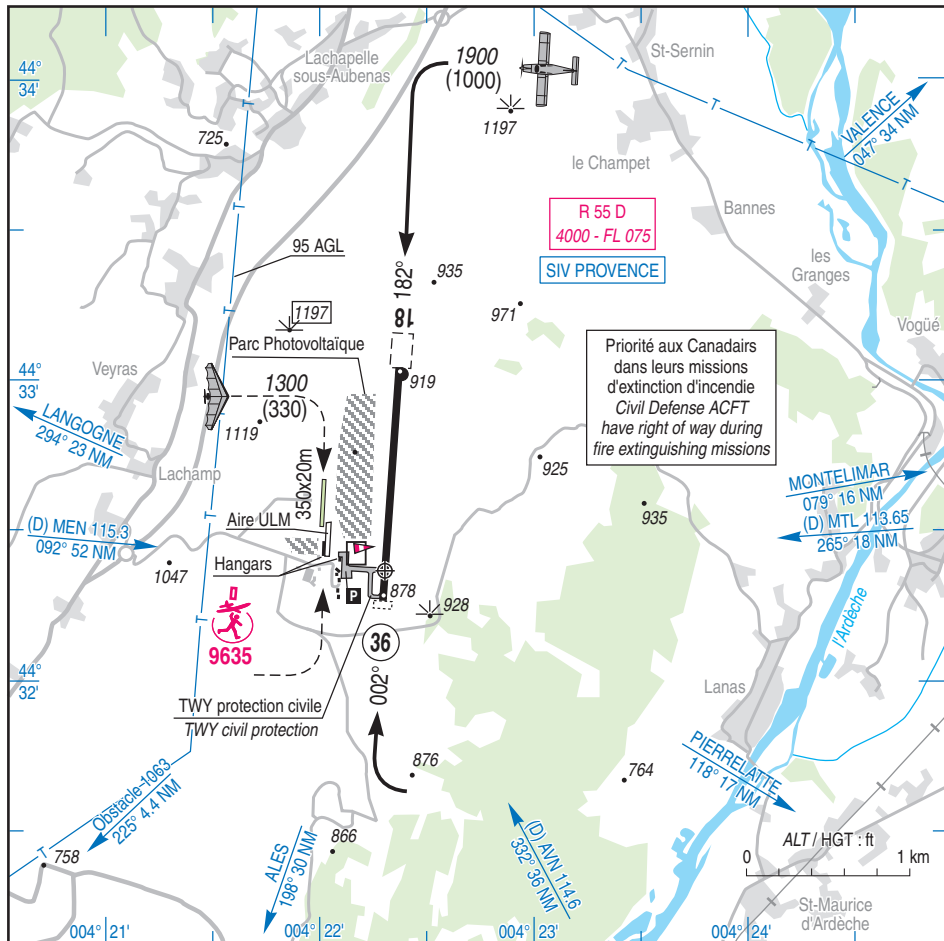 44°
34'
Lachapelle
sous-Aubenas
1900
(1000)
St-Sernin
1197
725
le Champet
VALENCE
047° 34 NM
T
T
T
T
T
T
T
T
Bannes
R 55 D
4000 - FL 075
SIV PROVENCE
95 AGL
182°
18
935
971
les
Granges
Vogüé
1197
Parc Photovoltaïque
44°
33'
Veyras
919
1300
(330)
1119
LANGOGNE
294° 23 NM
Priorité aux Canadairs
dans leurs missions
d'extinction d'incendie
Civil Defense ACFT
have right of way during
fire extinguishing missions
Lachamp
350x20m
925
935
MONTELIMAR
079° 16 NM
(D) MTL 113.65
265° 18 NM
(D) MEN 115.3
092° 52 NM
Aire ULM
Hangars
1047
P
878
928
9635
36
002°
l'Ardèche
44°
32'
Lanas
TWY protection civile
TWY civil protection
PIERRELATTE
118° 17 NM
876
764
Obstacle-1063
225° 4.4 NM
758
866
ALES
198° 30 NM
(D) AVN 114.6
332° 36 NM
ALT / HGT : ft
0
1 km
St-Maurice
d'Ardèche
004° 21'
004° 22'
004° 23'
004° 24'